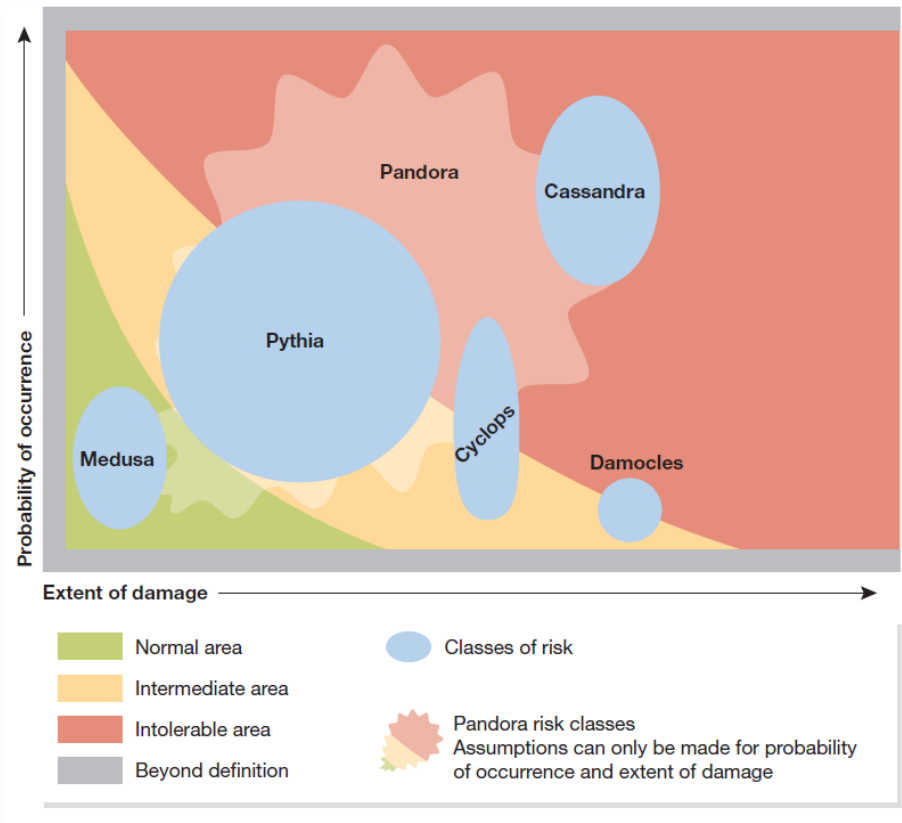 Probability of occurrence
Pandora
Cassandra
Pythia
Cyclops
Medusa
Damocles
Extent of damage
Normal area
Intermediate area
Intolerable area
Beyond definition
Classes of risk
Pandora risk classes
Assumptions can only be made for probability
of occurrence and extent of damage